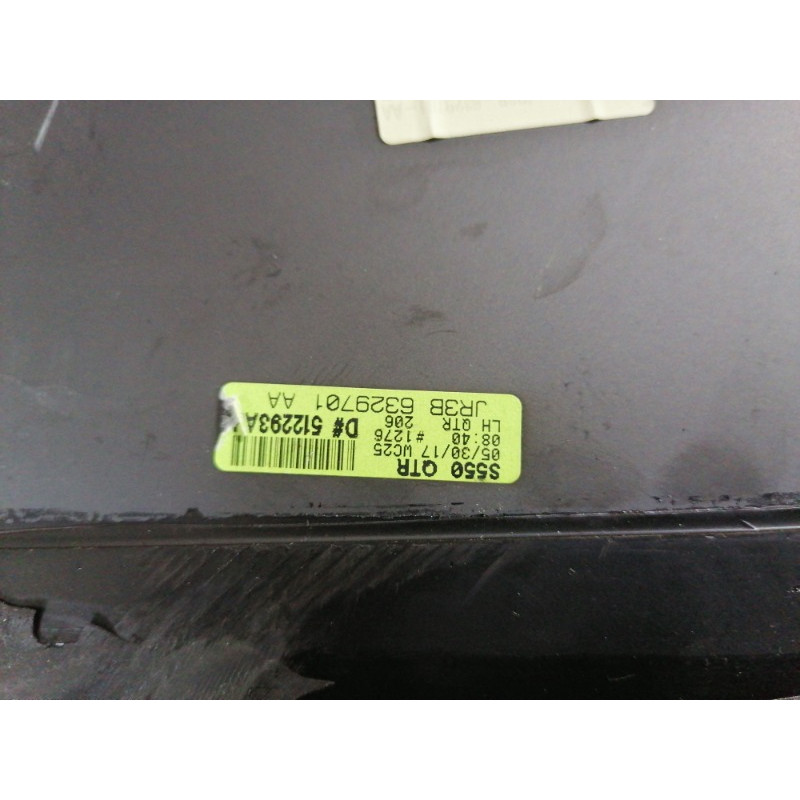 S550 QTR
05/30/17 WC25
08:40 #1276
LH QTR 206
D# 512293A
JR3B 6329701 AA